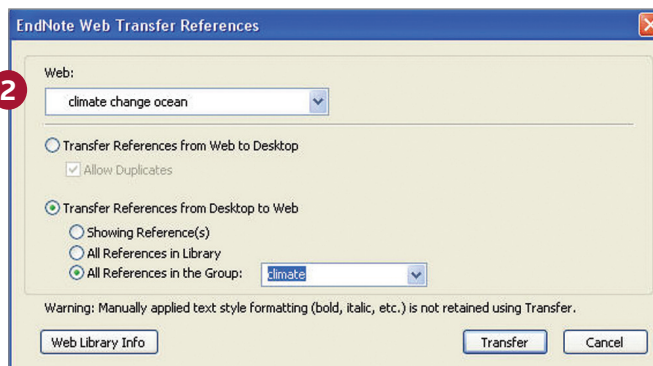 EndNote Web Transfer References
2
Web:
climate change ocean
Transfer References from Web to Desktop
Allow Duplicates
Transfer References from Desktop to Web
Showing Reference(s)
All References in Library
All References in the Group: climate
Warning: Manually applied text style formatting (bold, italic, etc.) is not retained using Transfer.
Web Library Info Transfer Cancel